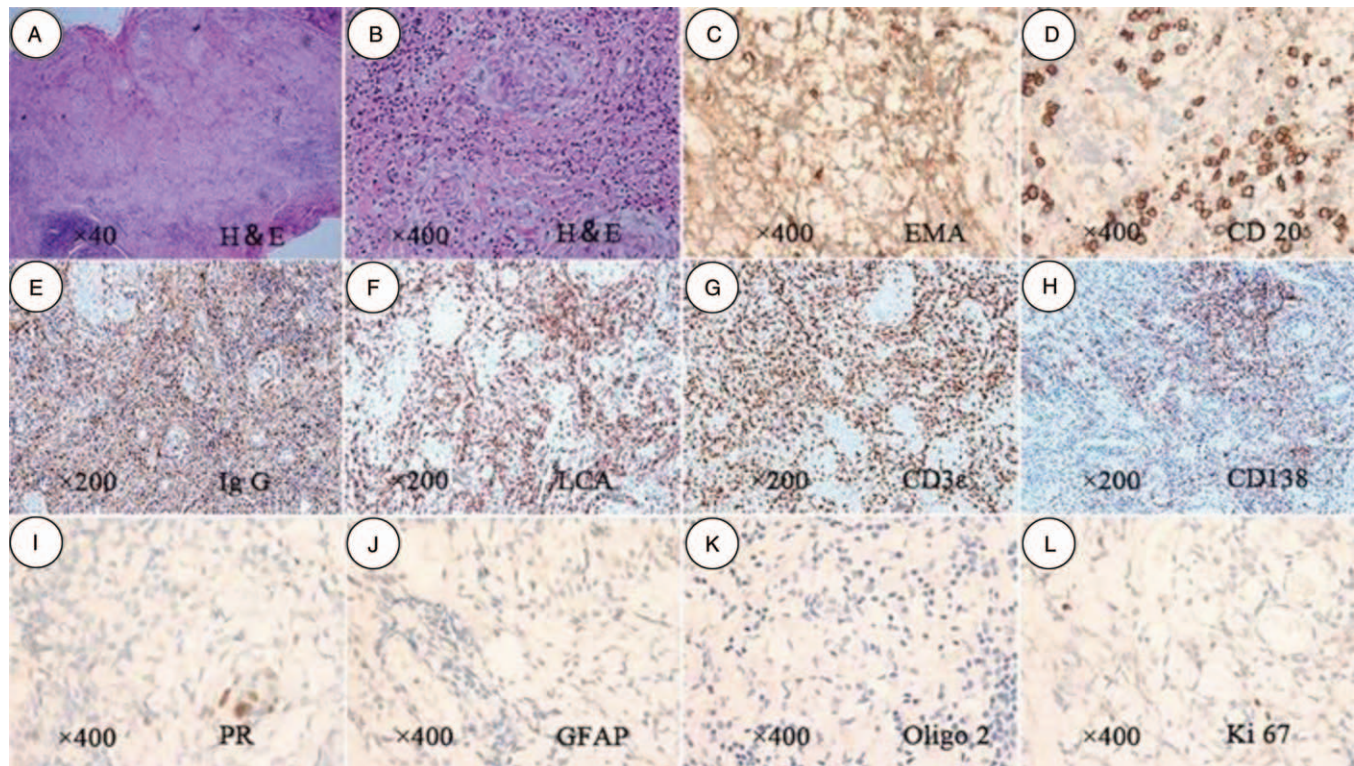 A B C D
×40 H & E ×400 H & E ×400 EMA ×400 CD 20
E F G H
×200 Ig G ×200 LCA ×200 CD3ε ×200 CD138
I J K L
×400 PR ×400 GFAP ×400 Oligo 2 ×400 Ki 67